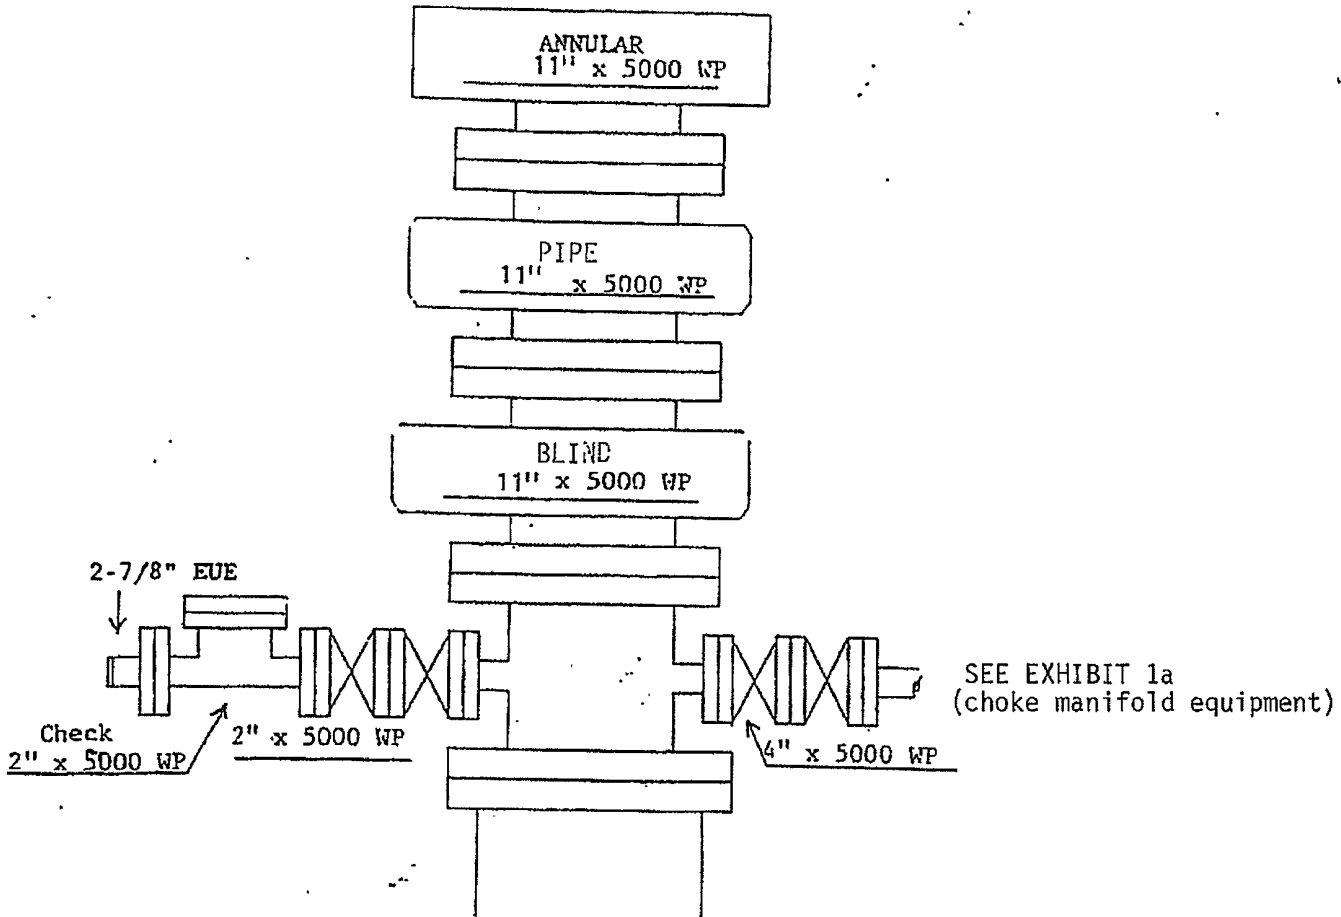 ANNULAR
11" x 5000 WP
PIPE
11" x 5000 WP
BLIND
11" x 5000 WP
2-7/8" EUE
SEE EXHIBIT 1a
(choke manifold equipment)
Check
2" x 5000 WP
2" x 5000 WP
4" x 5000 WP